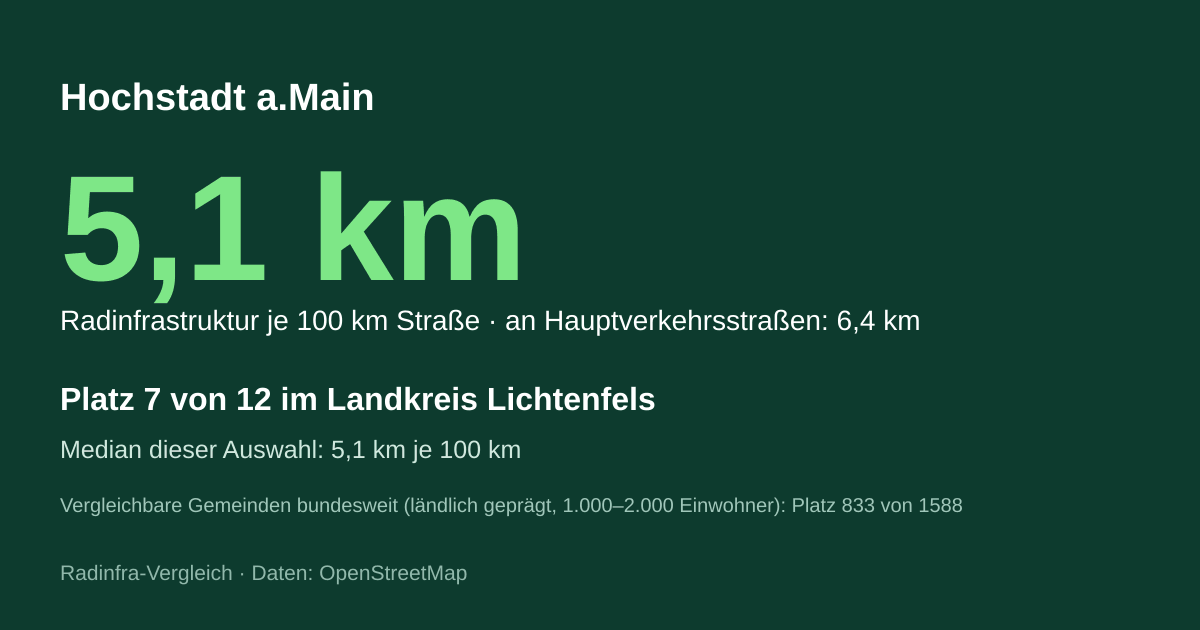 Hochstadt a.Main
5,1 km
Radinfrastruktur je 100 km Straße · an Hauptverkehrsstraßen: 6,4 km
Platz 7 von 12 im Landkreis Lichtenfels
Median dieser Auswahl: 5,1 km je 100 km
Vergleichbare Gemeinden bundesweit (ländlich geprägt, 1.000–2.000 Einwohner): Platz 833 von 1588
Radinfra-Vergleich · Daten: OpenStreetMap